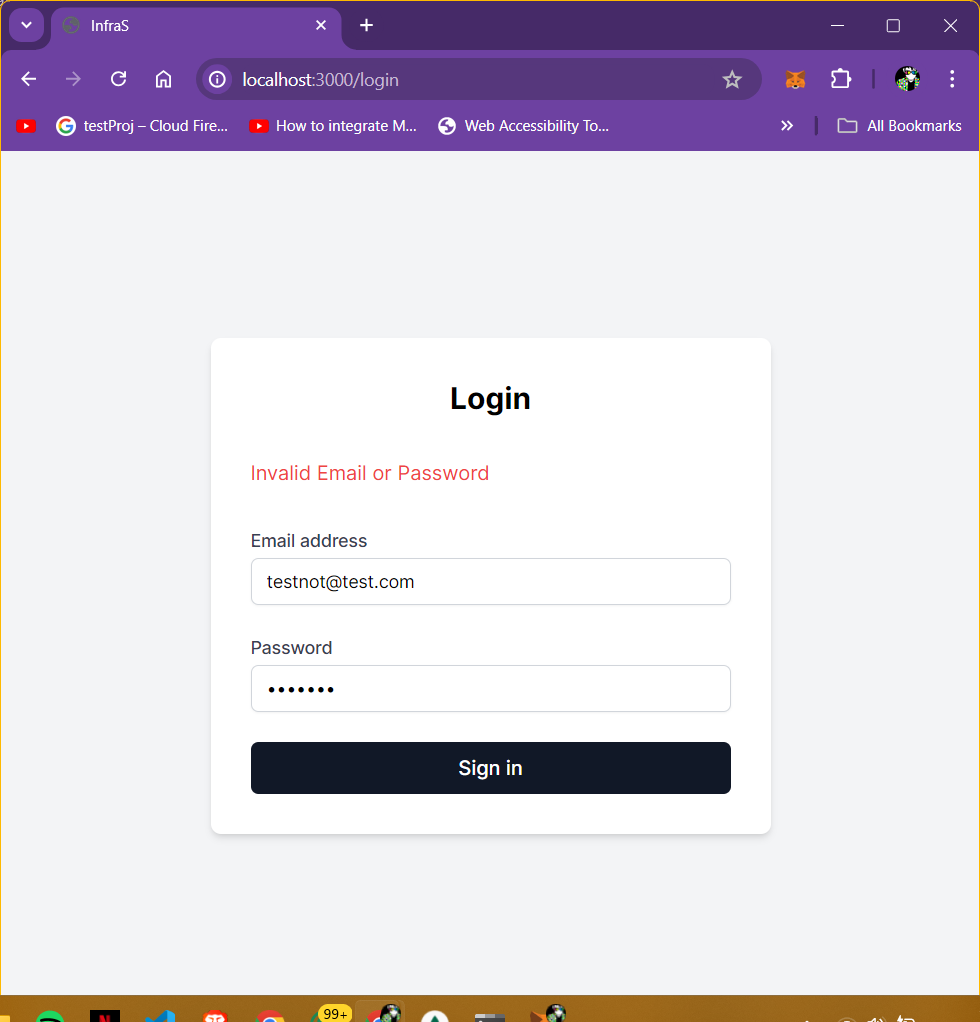 InfraS
localhost:3000/login
testProj – Cloud Fire... How to integrate M... Web Accessibility To... All Bookmarks
Login
Invalid Email or Password
Email address
testnot@test.com
Password
•••••••
Sign in
99+